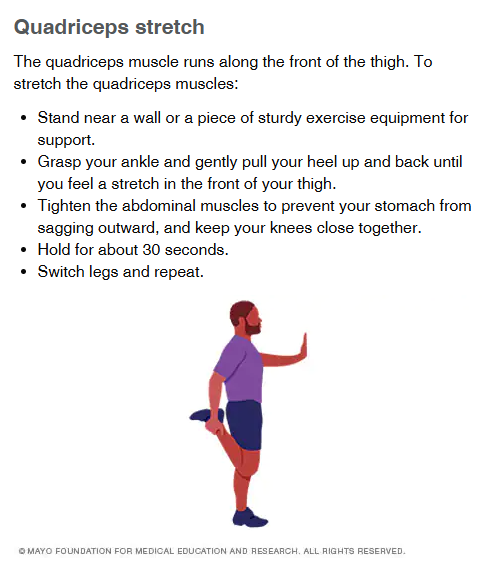 Quadriceps stretch
The quadriceps muscle runs along the front of the thigh. To
stretch the quadriceps muscles:
• Stand near a wall or a piece of sturdy exercise equipment for
support.
• Grasp your ankle and gently pull your heel up and back until
you feel a stretch in the front of your thigh.
• Tighten the abdominal muscles to prevent your stomach from
sagging outward, and keep your knees close together.
• Hold for about 30 seconds.
• Switch legs and repeat.
© MAYO FOUNDATION FOR MEDICAL EDUCATION AND RESEARCH. ALL RIGHTS RESERVED.